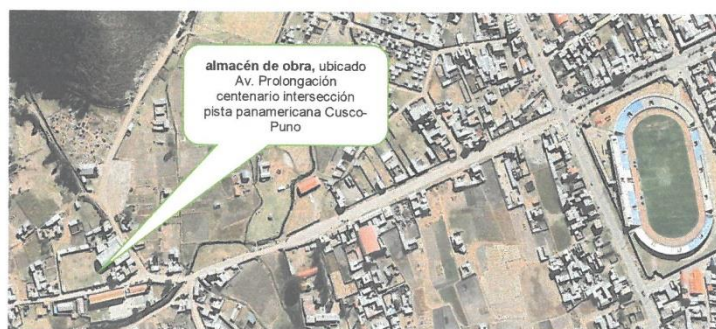 almacén de obra, ubicado
Av. Prolongación
centenario intersección
pista panamericana Cusco-
Puno